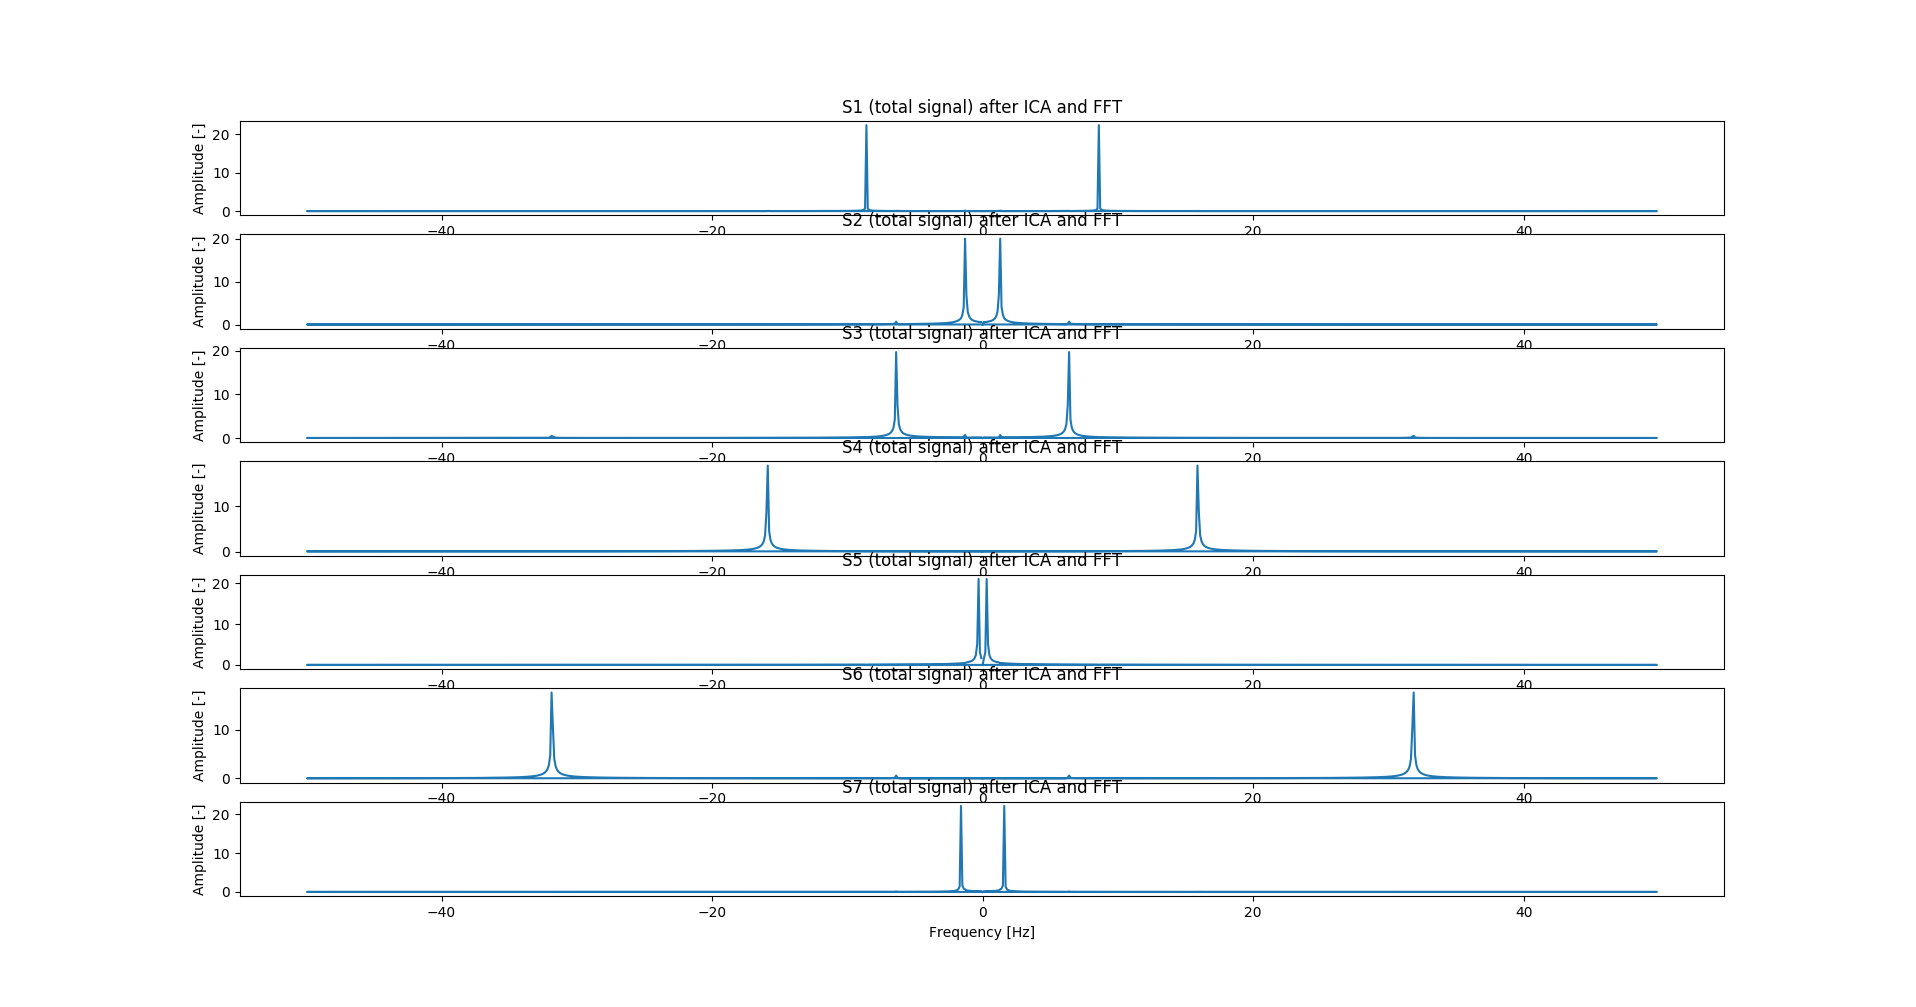 S1 (total signal) after ICA and FFT
Amplitude [-]
20
10
0
−40 −20 0 20 40
S2 (total signal) after ICA and FFT
Amplitude [-]
20
10
0
−40 −20 0 20 40
S3 (total signal) after ICA and FFT
Amplitude [-]
20
10
0
−40 −20 0 20 40
S4 (total signal) after ICA and FFT
Amplitude [-]
10
0
−40 −20 0 20 40
S5 (total signal) after ICA and FFT
Amplitude [-]
20
10
0
−40 −20 0 20 40
S6 (total signal) after ICA and FFT
Amplitude [-]
10
0
−40 −20 0 20 40
S7 (total signal) after ICA and FFT
Amplitude [-]
20
10
0
−40 −20 0 20 40
Frequency [Hz]